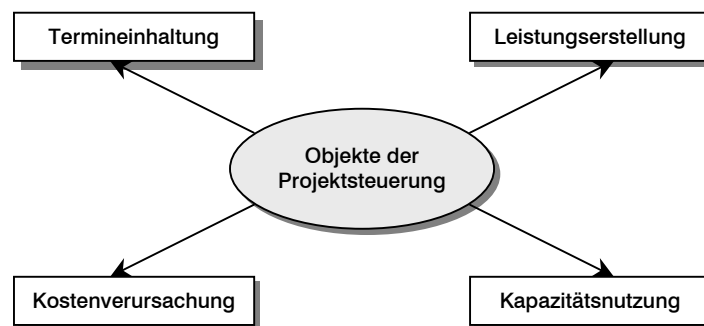 Termineinhaltung
Leistungserstellung
Objekte der
Projektsteuerung
Kostenverursachung
Kapazitätsnutzung